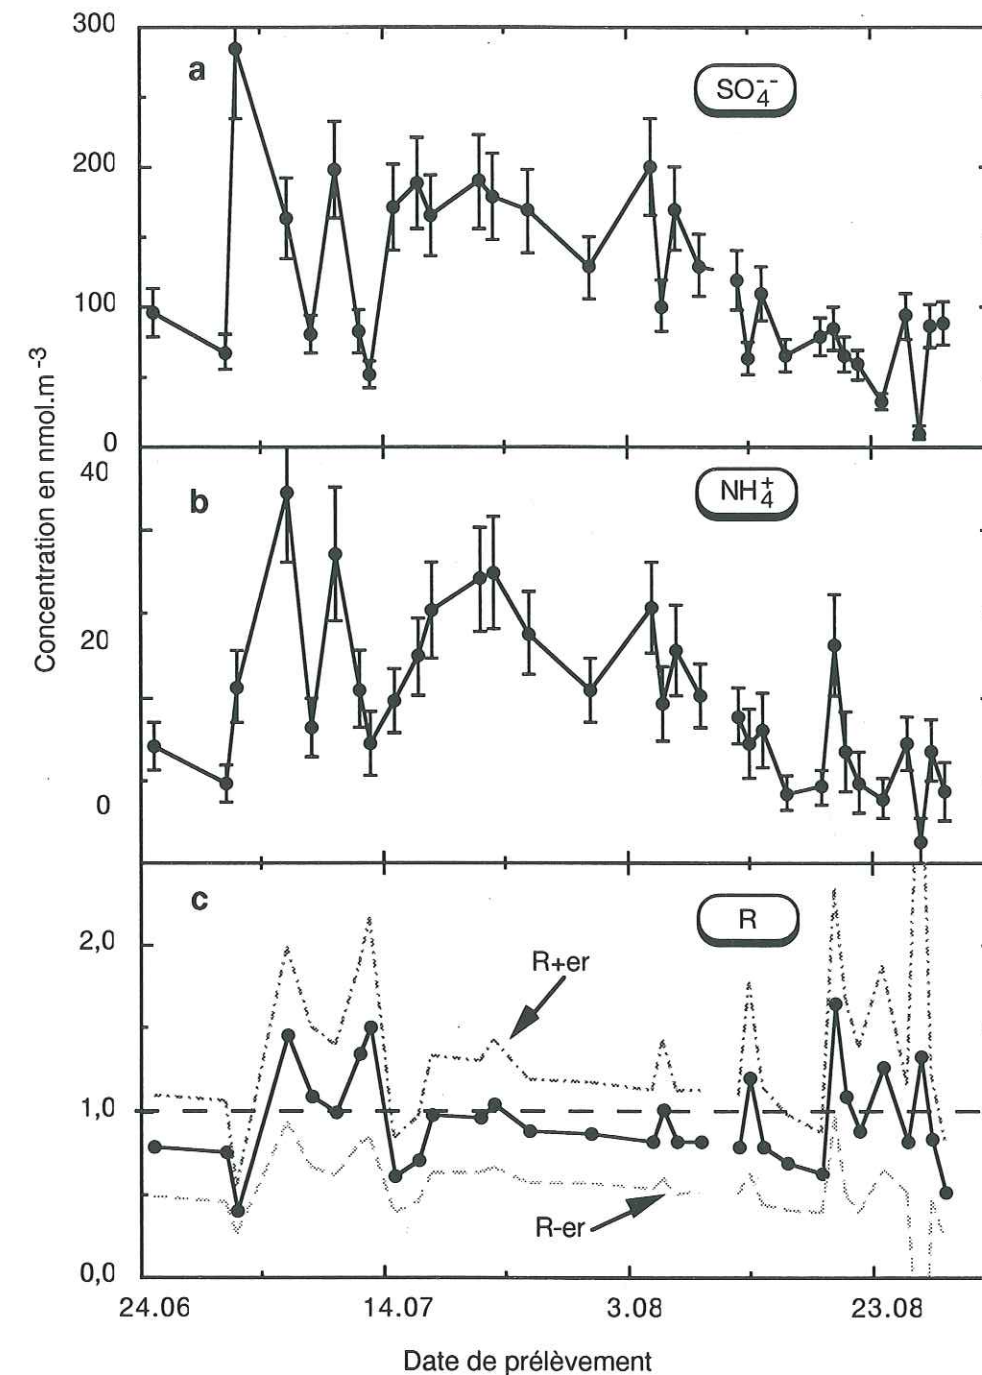 300
a
SO4--
200
100
0
Concentration en nmol.m-3
40
b
NH4+
20
0
c
R
2,0
R+er
1,0
R-er
0,0
24.06
14.07
3.08
23.08
Date de prélèvement